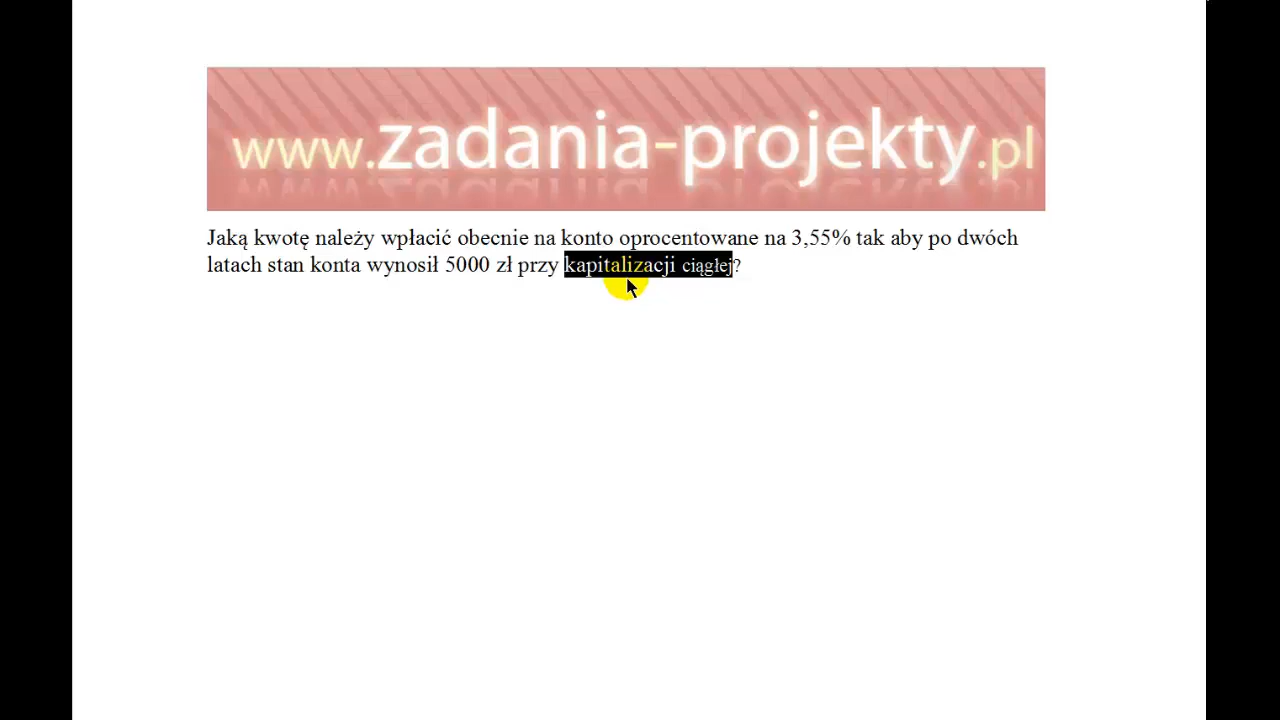 www.zadania-projekty.pl
Jaką kwotę należy wpłacić obecnie na konto oprocentowane na 3,55% tak aby po dwóch
latach stan konta wynosił 5000 zł przy kapitalizacji ciągłej?